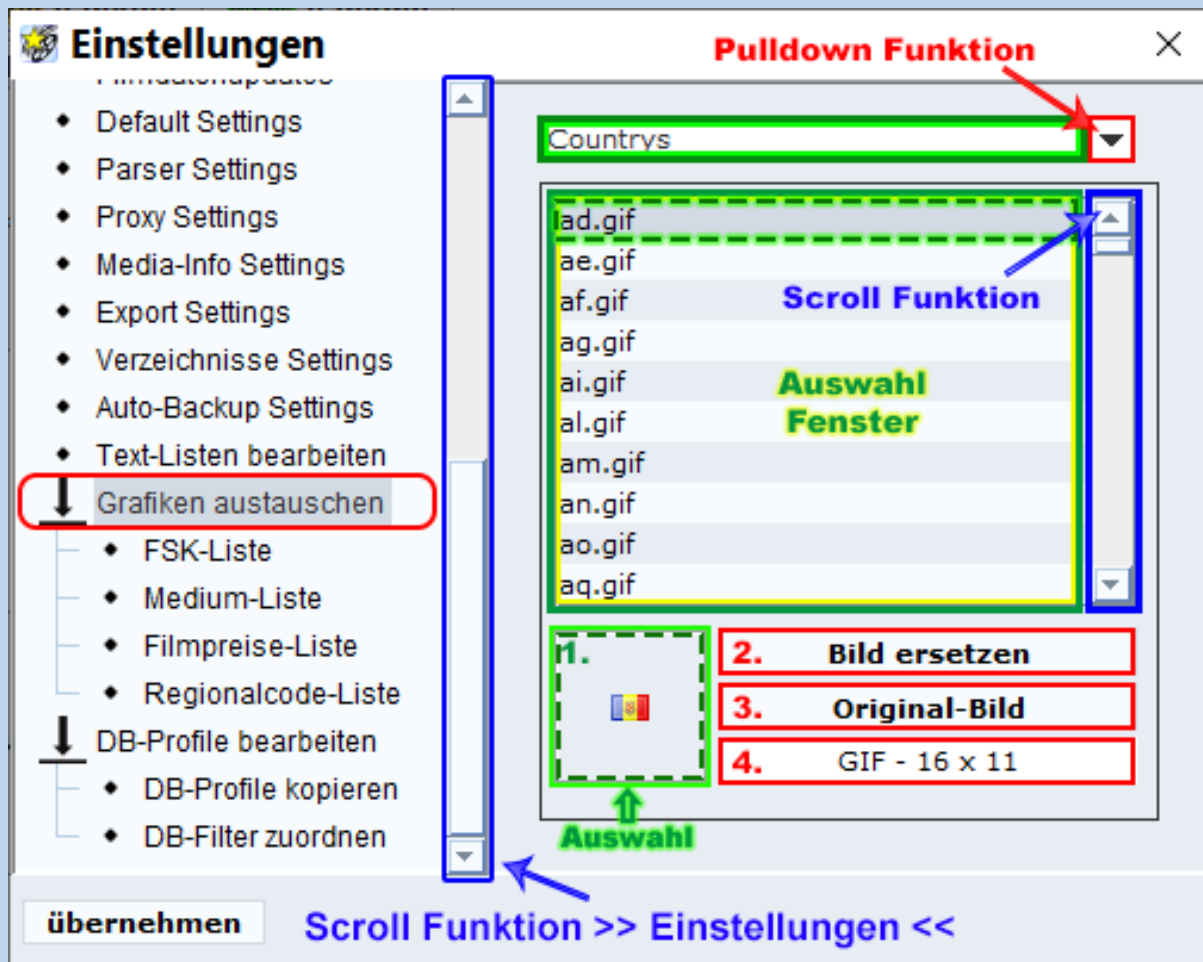 Einstellungen
Pulldown Funktion
Default Settings
Parser Settings
Proxy Settings
Media-Info Settings
Export Settings
Verzeichnisse Settings
Auto-Backup Settings
Text-Listen bearbeiten
Grafiken austauschen
FSK-Liste
Medium-Liste
Filmpreise-Liste
Regionalcode-Liste
DB-Profile bearbeiten
DB-Profile kopieren
DB-Filter zuordnen
Countrys
ad.gif
ae.gif
af.gif
Scroll Funktion
ag.gif
ai.gif
Auswahl
al.gif
Fenster
am.gif
an.gif
ao.gif
aq.gif
1.
2. Bild ersetzen
3. Original-Bild
4. GIF - 16 x 11
Auswahl
übernehmen
Scroll Funktion >> Einstellungen <<